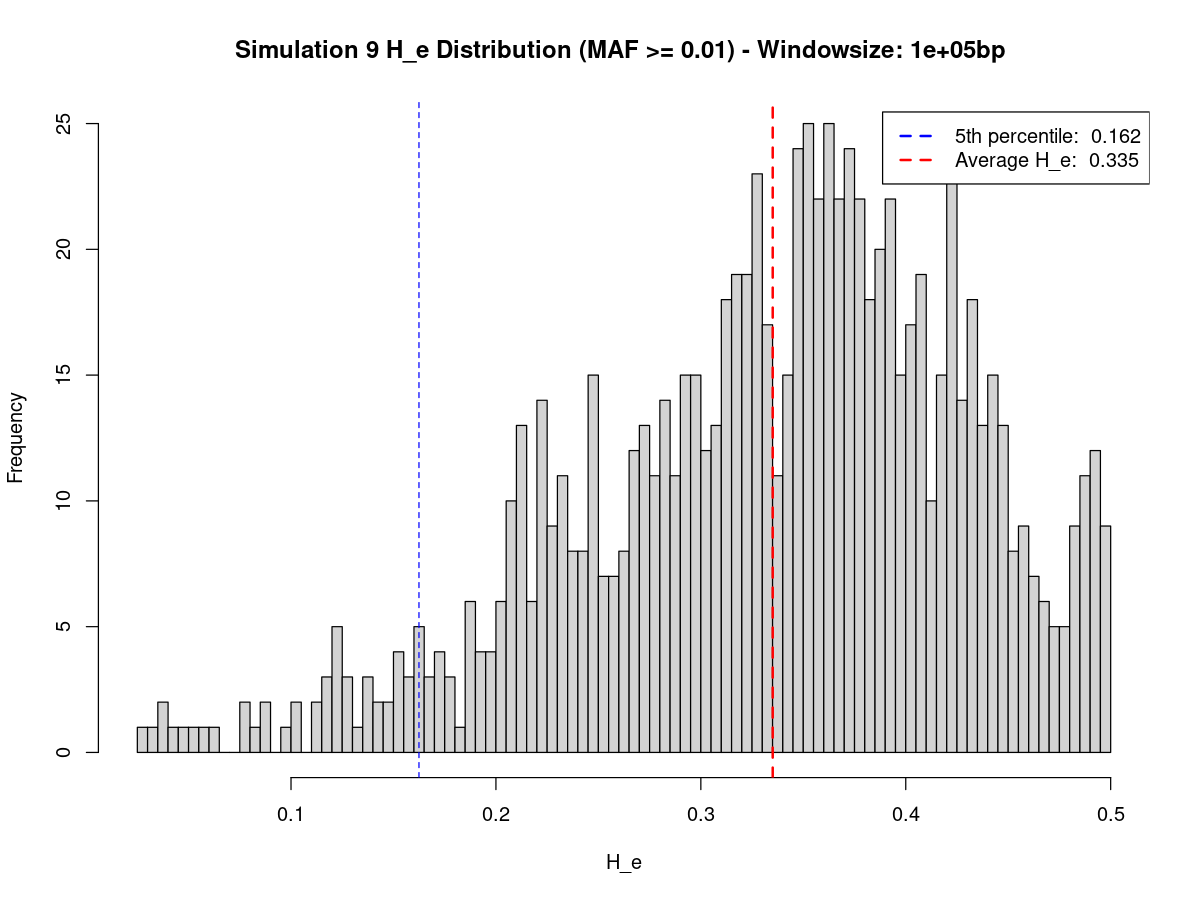 Simulation 9 H_e Distribution (MAF >= 0.01) - Windowsize: 1e+05bp
5th percentile: 0.162
Average H_e: 0.335
Frequency
25
20
15
10
5
0
0.1 0.2 0.3 0.4 0.5
H_e